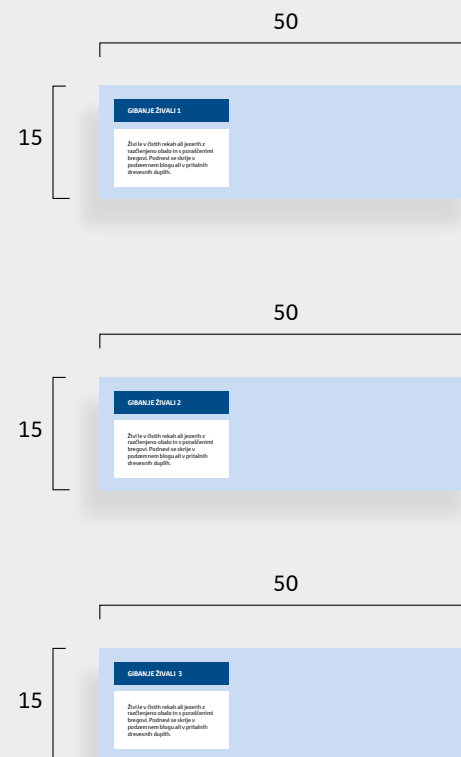 50
15
GIBANJE ŽIVALI 1
Živi le v čistih rekah ali jezerih z
razčlenjeno obalo in s poraščenimi
bregovi. Podnevi se skrije v
podzemnem blogu ali v pritalnih
drevesnih duplih.
50
15
GIBANJE ŽIVALI 2
Živi le v čistih rekah ali jezerih z
razčlenjeno obalo in s poraščenimi
bregovi. Podnevi se skrije v
podzemnem blogu ali v pritalnih
drevesnih duplih.
50
15
GIBANJE ŽIVALI 3
Živi le v čistih rekah ali jezerih z
razčlenjeno obalo in s poraščenimi
bregovi. Podnevi se skrije v
podzemnem blogu ali v pritalnih
drevesnih duplih.